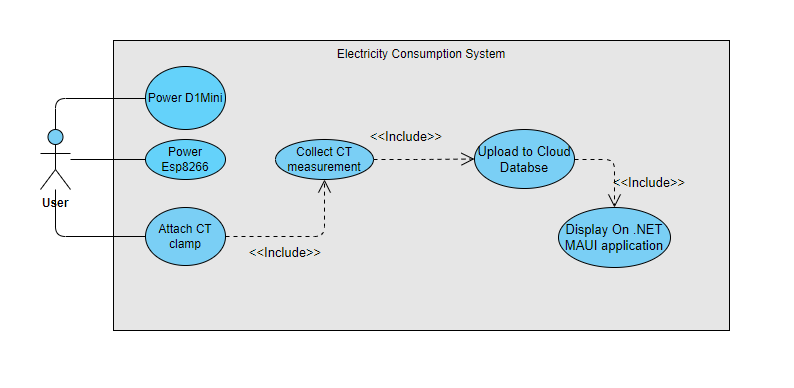 Electricity Consumption System
Power D1Mini
<<Include>>
Power
Esp8266
Collect CT
measurement
Upload to Cloud
Databse
<<Include>>
User
Attach CT
clamp
<<Include>>
Display On .NET
MAUI application